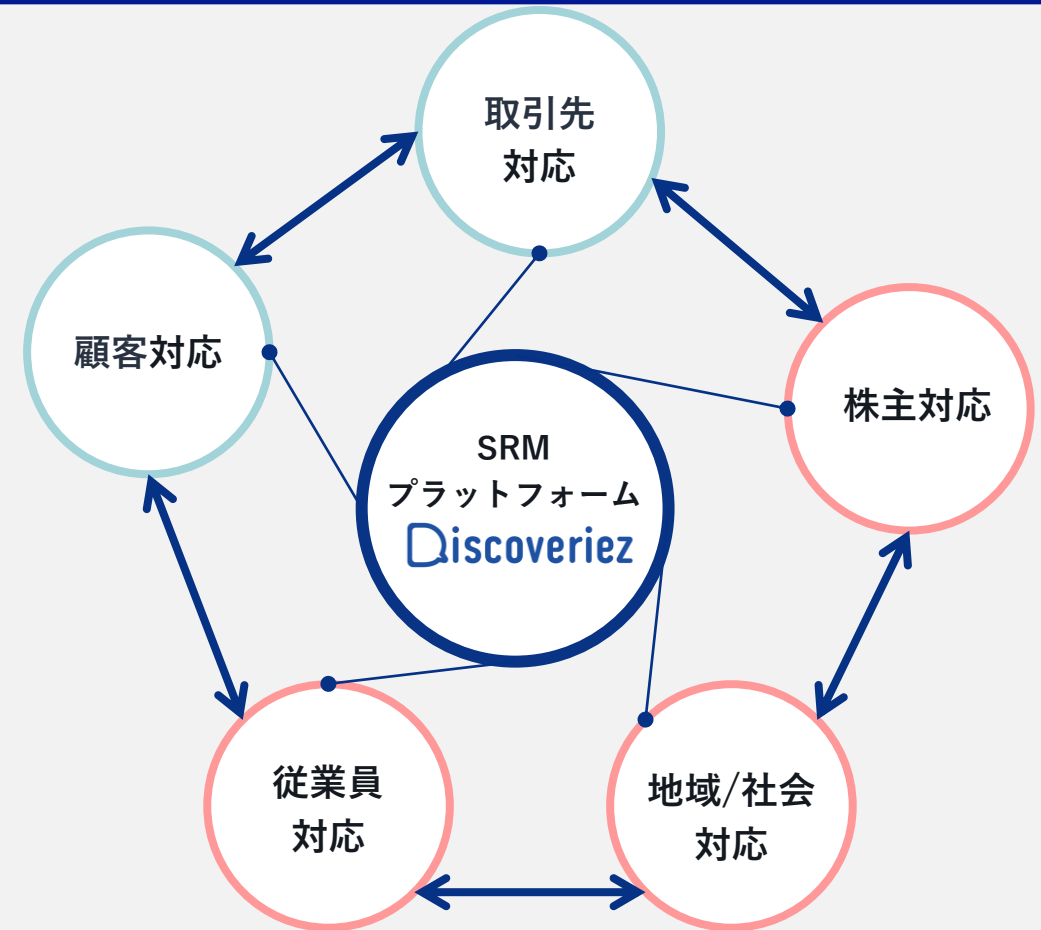 取引先
対応
顧客対応
株主対応
SRM
プラットフォーム
Discoveriez
従業員
対応
地域/社会
対応